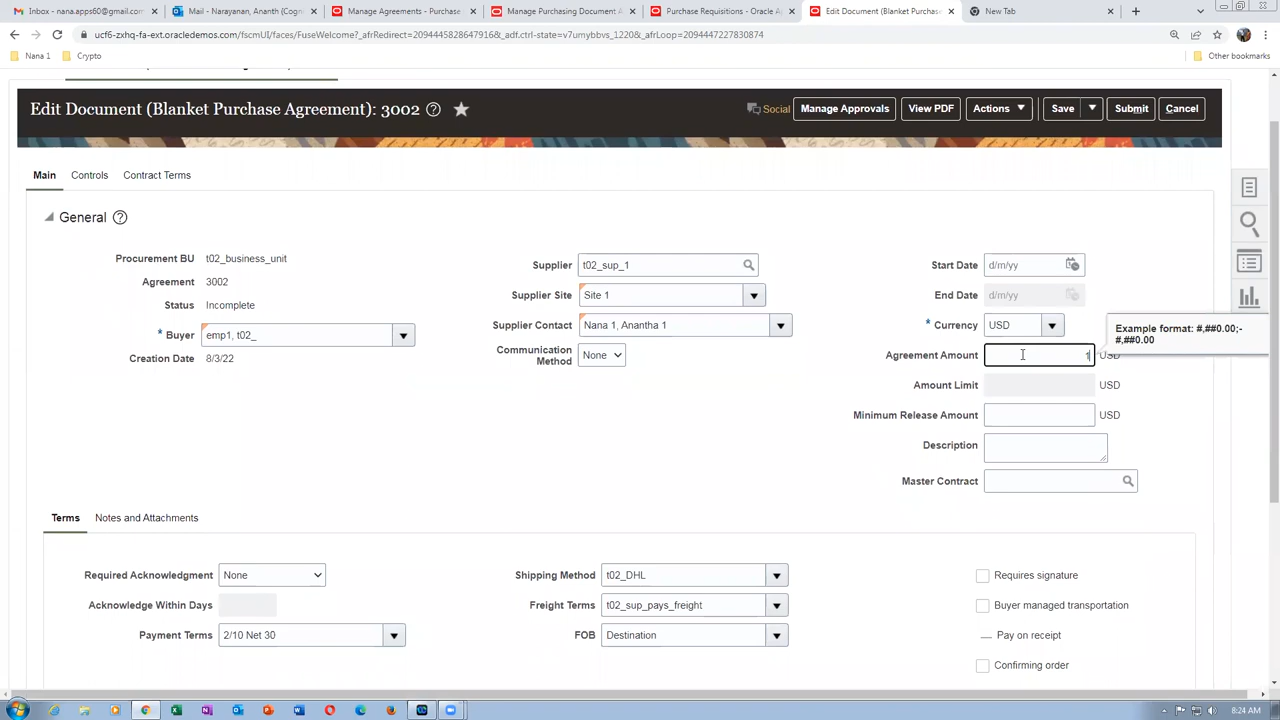 nana.apps60@gmail.com
Mail - Narayanan, Ananth (Cogn
Manage Agreements - Purchase
Manage Purchasing Document A
Purchase Requisitions - Oracle A
Edit Document (Blanket Purchase
New Tab
ucf6-zxhq-fa-ext.oracledemos.com/fscmUI/faces/FuseWelcome?_afrRedirect=20944458286479168_adf.ctrl-state=v7umybbvs_1220&_afrLoop=20944472278307​74
Nana 1
Crypto
Other bookmarks
Edit Document (Blanket Purchase Agreement): 3002
Social
Manage Approvals
View PDF
Actions
Save
Submit
Cancel
Main
Controls
Contract Terms
General
Procurement BU t02_business_unit
Agreement 3002
Status Incomplete
* Buyer emp1, t02_
Creation Date 8/3/22
Supplier t02_sup_1
Supplier Site Site 1
Supplier Contact Nana 1, Anantha 1
Communication
Method
None
Start Date d/m/yy
End Date d/m/yy
* Currency USD
Example format: #,##0.00;-
#,##0.00
Agreement Amount 1 USD
Amount Limit USD
Minimum Release Amount USD
Description
Master Contract
Terms
Notes and Attachments
Required Acknowledgment None
Acknowledge Within Days
Payment Terms 2/10 Net 30
Shipping Method t02_DHL
Freight Terms t02_sup_pays_freight
FOB Destination
Requires signature
Buyer managed transportation
Pay on receipt
Confirming order
8:24 AM